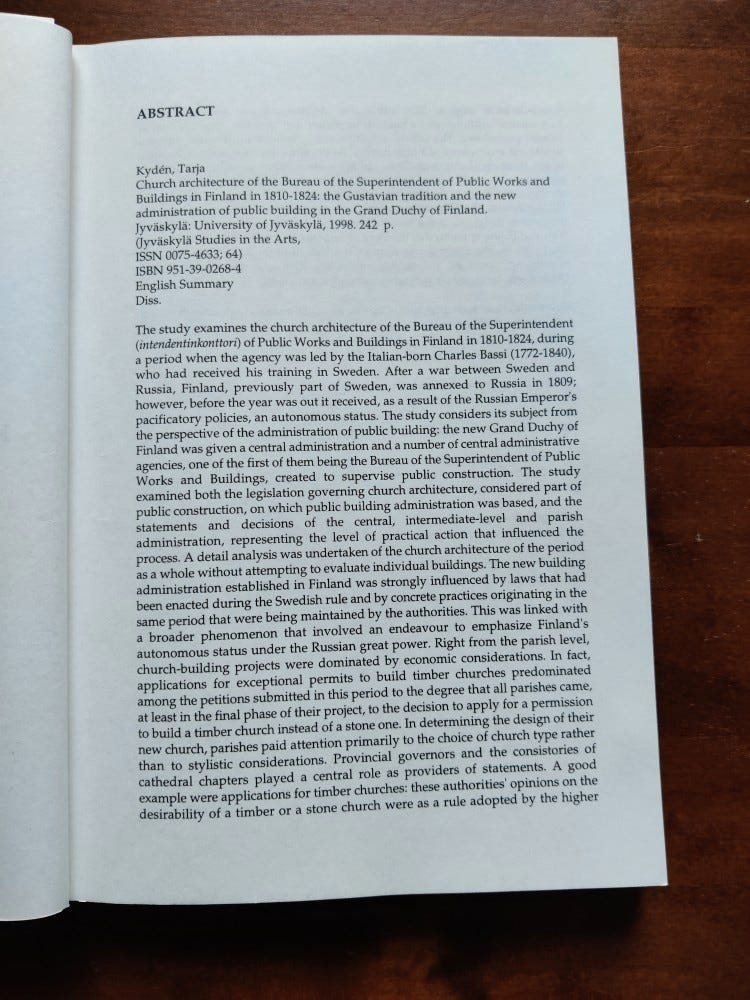 ABSTRACT
Kydén, Tarja
Church architecture of the Bureau of the Superintendent of Public Works and
Buildings in Finland in 1810-1824: the Gustavian tradition and the new
administration of public building in the Grand Duchy of Finland.
Jyväskylä: University of Jyväskylä, 1998. 242 p.
(Jyväskylä Studies in the Arts,
ISSN 0075-4633; 64)
ISBN 951-39-0268-4
English Summary
Diss.
The study examines the church architecture of the Bureau of the Superintendent
(intendentinkonttori) of Public Works and Buildings in Finland in 1810-1824, during
a period when the agency was led by the Italian-born Charles Bassi (1772-1840),
who had received his training in Sweden. After a war between Sweden and
Russia, Finland, previously part of Sweden, was annexed to Russia in 1809;
however, before the year was out it received, as a result of the Russian Emperor's
pacificatory policies, an autonomous status. The study considers its subject from
the perspective of the administration of public building: the new Grand Duchy of
Finland was given a central administration and a number of central administrative
agencies, one of the first of them being the Bureau of the Superintendent of Public
Works and Buildings, created to supervise public construction. The study
examined both the legislation governing church architecture, considered part of
public construction, on which public building administration was based, and the
statements and decisions of the central, intermediate-level and parish
administration, representing the level of practical action that influenced the
process. A detail analysis was undertaken of the church architecture of the period
as a whole without attempting to evaluate individual buildings. The new building
administration established in Finland was strongly influenced by laws that had
been enacted during the Swedish rule and by concrete practices originating in the
same period that were being maintained by the authorities. This was linked with
a broader phenomenon that involved an endeavour to emphasize Finland's
autonomous status under the Russian great power. Right from the parish level,
church-building projects were dominated by economic considerations. In fact,
applications for exceptional permits to build timber churches predominated
among the petitions submitted in this period to the degree that all parishes came,
at least in the final phase of their project, to the decision to apply for a permission
to build a timber church instead of a stone one. In determining the design of their
new church, parishes paid attention primarily to the choice of church type rather
than to stylistic considerations. Provincial governors and the consistories of
cathedral chapters played a central role as providers of statements. A good
example were applications for timber churches: these authorities' opinions on the
desirability of a timber or a stone church were as a rule adopted by the higher